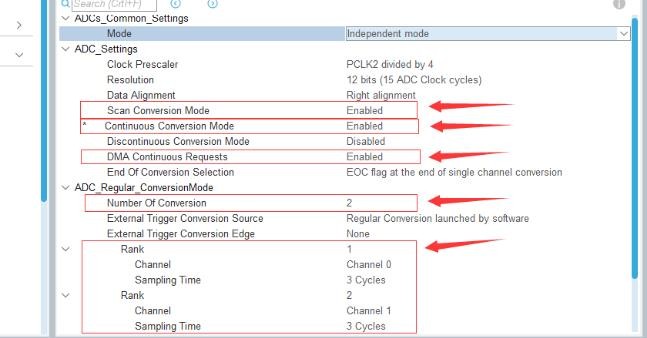 Search (Ctrl+F)
ADCs_Common_Settings
Mode Independent mode
ADC_Settings
Clock Prescaler PCLK2 divided by 4
Resolution 12 bits (15 ADC Clock cycles)
Data Alignment Right alignment
Scan Conversion Mode Enabled
* Continuous Conversion Mode Enabled
Discontinuous Conversion Mode Disabled
DMA Continuous Requests Enabled
End Of Conversion Selection EOC flag at the end of single channel conversion
ADC_Regular_ConversionMode
Number Of Conversion 2
External Trigger Conversion Source Regular Conversion launched by software
External Trigger Conversion Edge None
Rank 1
Channel Channel 0
Sampling Time 3 Cycles
Rank 2
Channel Channel 1
Sampling Time 3 Cycles